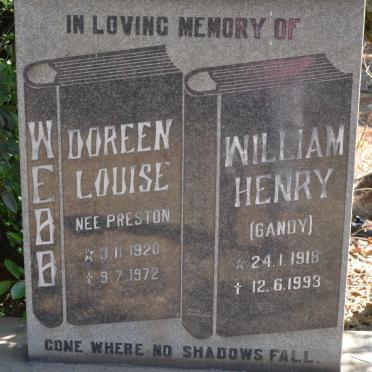 IN LOVING MEMORY OF
WEBB
DOREEN
LOUISE
NEE PRESTON
☆ 3.11.1920
✝ 9.7.1972
WILLIAM
HENRY
(GANDY)
☆ 24.1.1918
✝ 12.6.1993
GONE WHERE NO SHADOWS FALL.